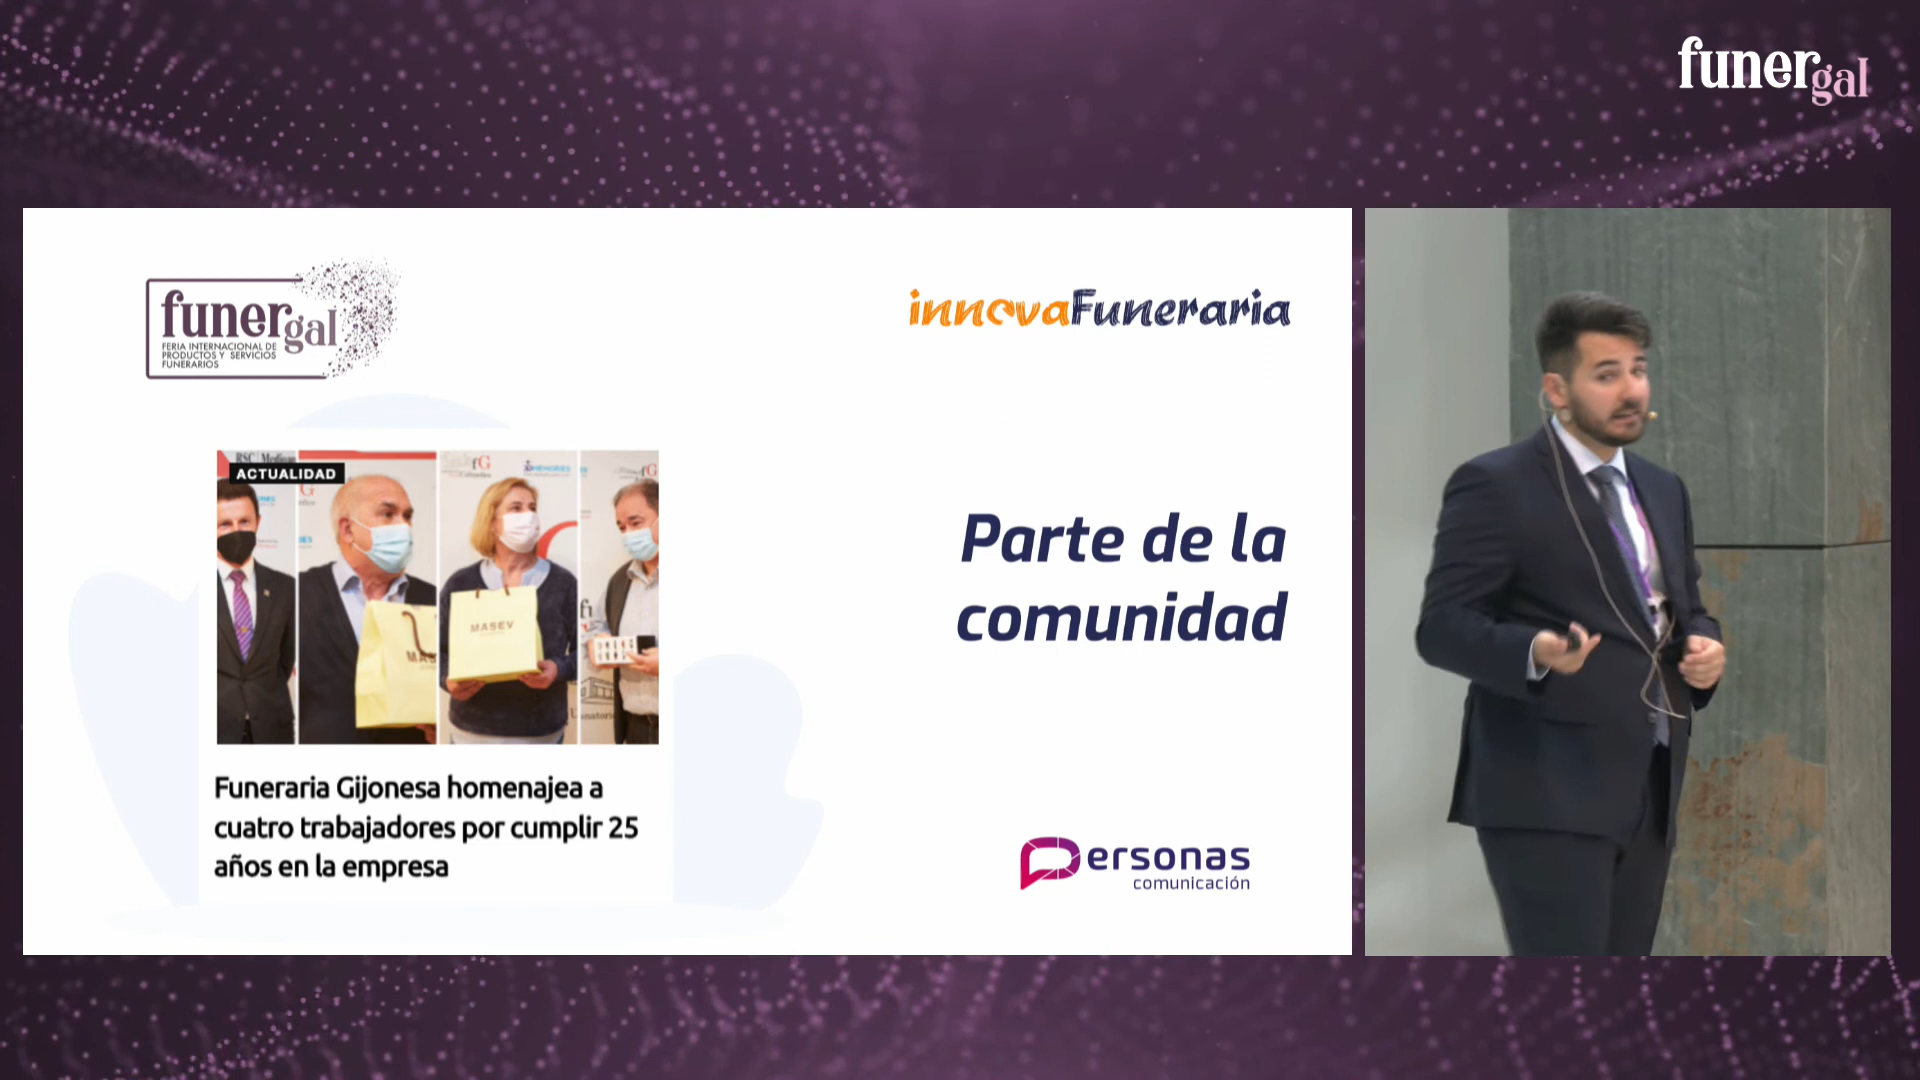 funergal
funergal
FERIA INTERNACIONAL DE
PRODUCTOS Y SERVICIOS
FUNERARIOS
innovaFuneraria
ACTUALIDAD
MASEV
Parte de la
comunidad
Funeraria Gijonesa homenajea a
cuatro trabajadores por cumplir 25
años en la empresa
Personas
comunicación